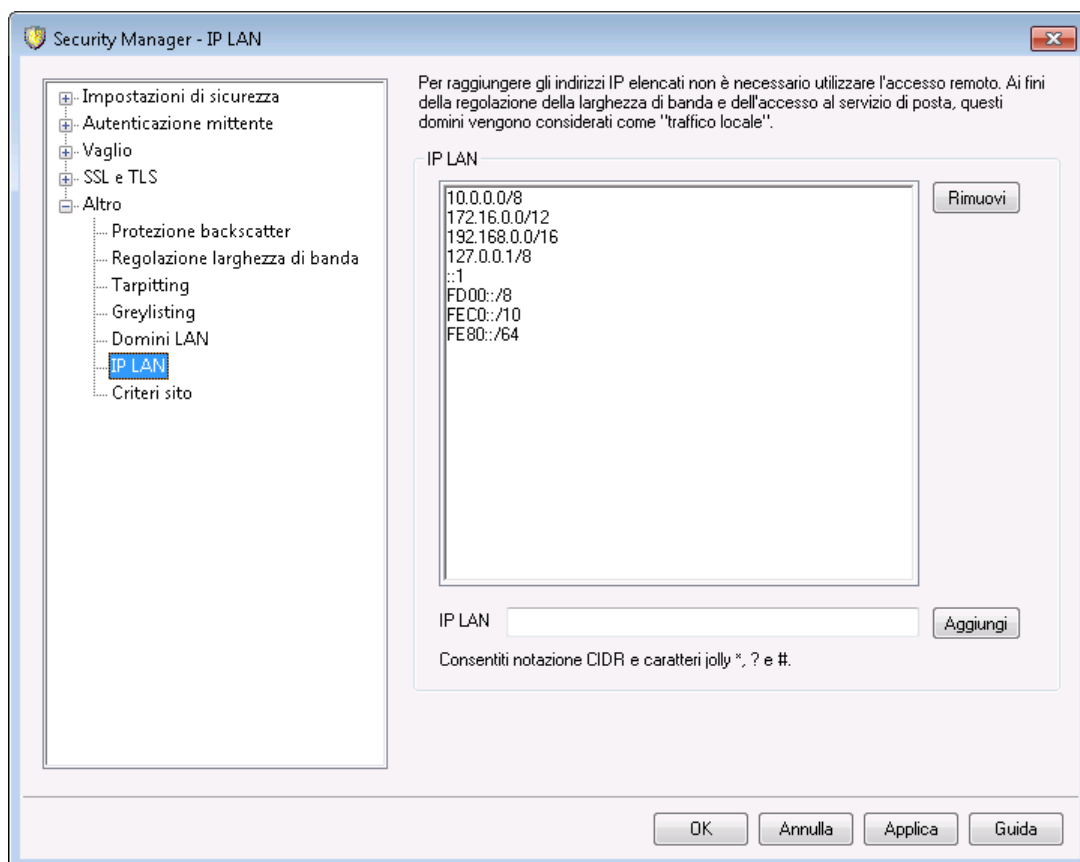 Security Manager - IP LAN
Impostazioni di sicurezza
Autenticazione mittente
Vaglio
SSL e TLS
Altro
Protezione backscatter
Regolazione larghezza di banda
Tarpitting
Greylisting
Domini LAN
IP LAN
Criteri sito
Per raggiungere gli indirizzi IP elencati non è necessario utilizzare l'accesso remoto. Ai fini
della regolazione della larghezza di banda e dell'accesso al servizio di posta, questi
domini vengono considerati come "traffico locale".
IP LAN
10.0.0.0/8
172.16.0.0/12
192.168.0.0/16
127.0.0.1/8
::1
FD00::/8
FEC0::/10
FE80::/64
Rimuovi
IP LAN
Aggiungi
Consentiti notazione CIDR e caratteri jolly *, ? e #.
OK
Annulla
Applica
Guida